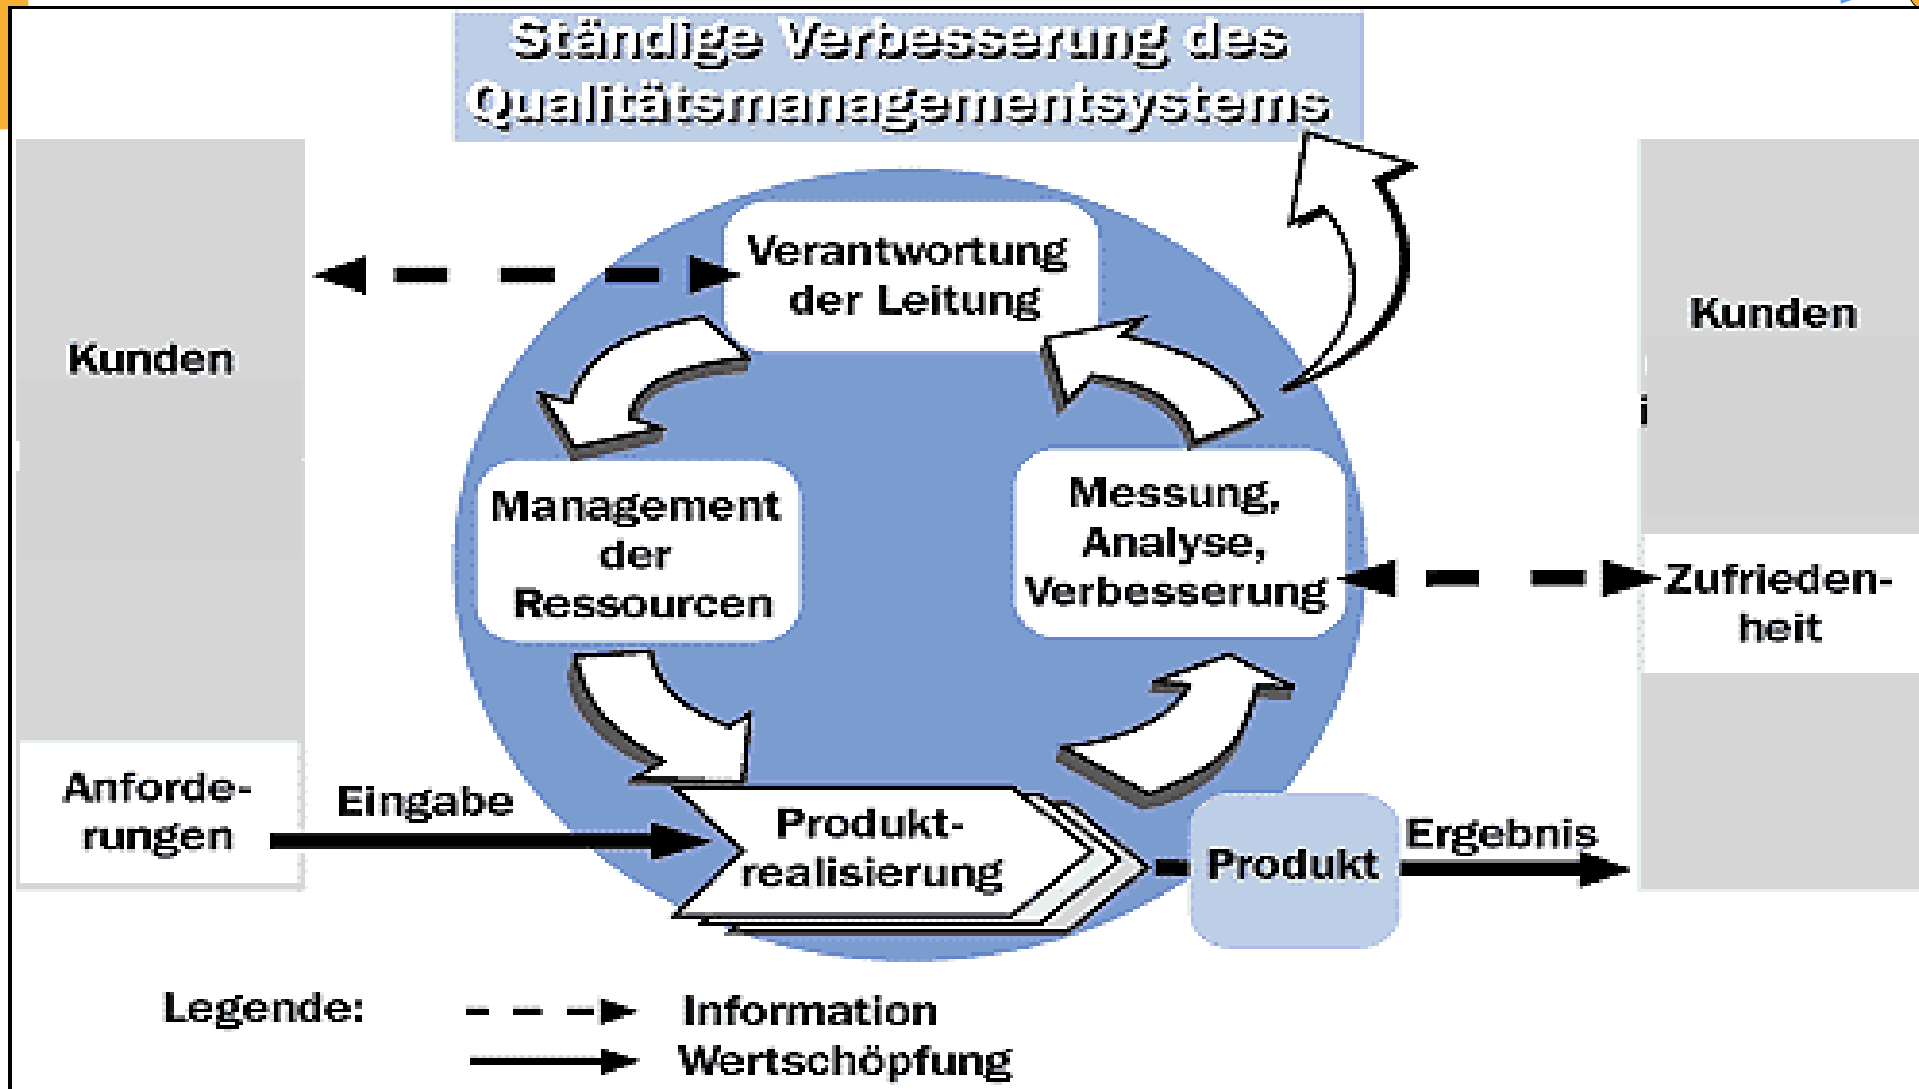 Ständige Verbesserung des
Qualitätsmanagementsystems
Kunden
Verantwortung
der Leitung
Kunden
Management
der
Ressourcen
Messung,
Analyse,
Verbesserung
Zufrieden-
heit
Anforde-
rungen
Eingabe
Produkt-
realisierung
Produkt
Ergebnis
Legende:
Information
Wertschöpfung